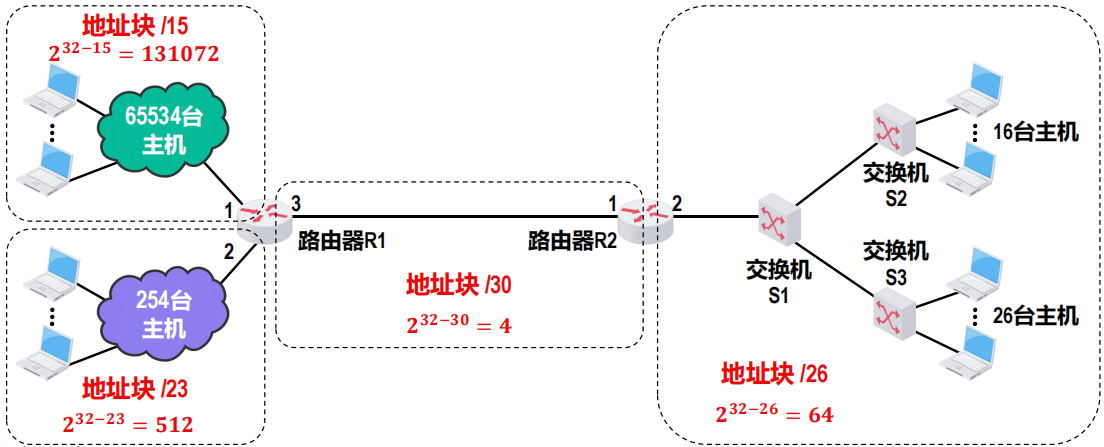 地址块 /15
2^{32−15} = 131072
65534台
主机
1
3
路由器R1
2
254台
主机
地址块 /23
2^{32−23} = 512
地址块 /30
2^{32−30} = 4
1
2
路由器R2
交换机
S1
交换机
S2
16台主机
交换机
S3
26台主机
地址块 /26
2^{32−26} = 64